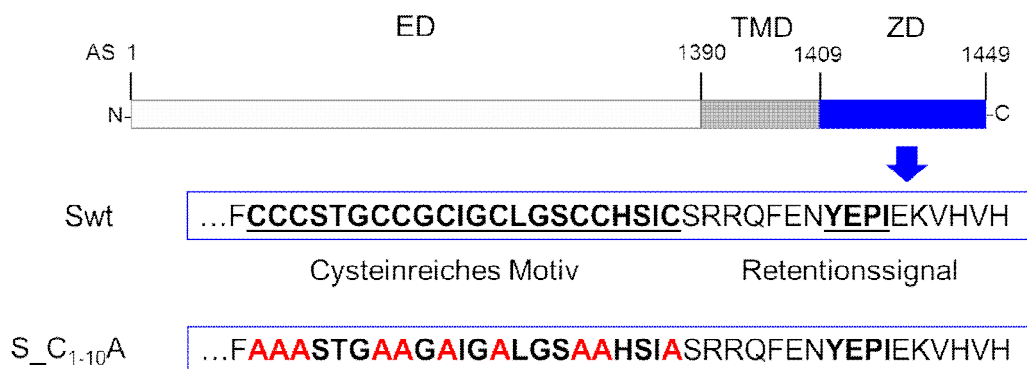 ED TMD ZD
AS 1 1390 1409 1449
N- -C
Swt …FCCCSTGCCGCIGCLGSCCHSICSRRQFENYEPIEKVHVH
Cysteinreiches Motiv Retentionssignal
S_C1-10A …FAAASTGAAGAIGALGSAAHSIASRRQFENYEPIEKVHVH